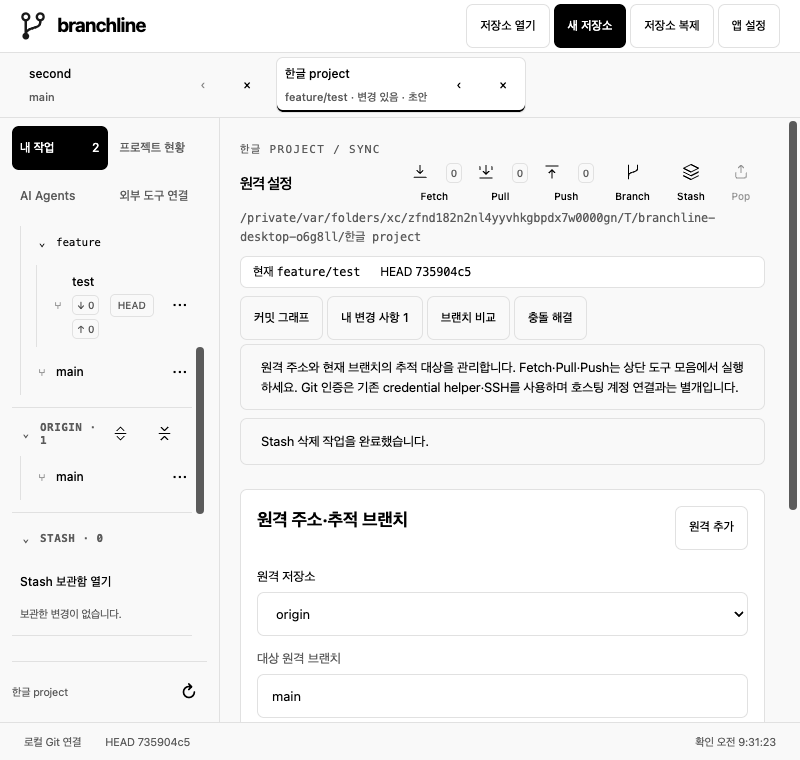 branchline
저장소 열기
새 저장소
저장소 복제
앱 설정
second
main
한글 project
feature/test · 변경 있음 · 초안
내 작업 2
프로젝트 현황
AI Agents
외부 도구 연결
feature
test
↓ 0
HEAD
↑ 0
main
ORIGIN · 1
main
STASH · 0
Stash 보관함 열기
보관한 변경이 없습니다.
한글 project
한글 PROJECT / SYNC
원격 설정
0 Fetch
0 Pull
0 Push
Branch
Stash
Pop
/private/var/folders/xc/zfnd182n2nl4yyvhkgbpdx7w0000gn/T/branchline-
desktop-o6g8ll/한글 project
현재 feature/test HEAD 735904c5
커밋 그래프
내 변경 사항 1
브랜치 비교
충돌 해결
원격 주소와 현재 브랜치의 추적 대상을 관리합니다. Fetch·Pull·Push는 상단 도구 모음에서 실행
하세요. Git 인증은 기존 credential helper·SSH를 사용하며 호스팅 계정 연결과는 별개입니다.
Stash 삭제 작업을 완료했습니다.
원격 주소·추적 브랜치
원격 추가
원격 저장소
origin
대상 원격 브랜치
main
로컬 Git 연결
HEAD 735904c5
확인 오전 9:31:23